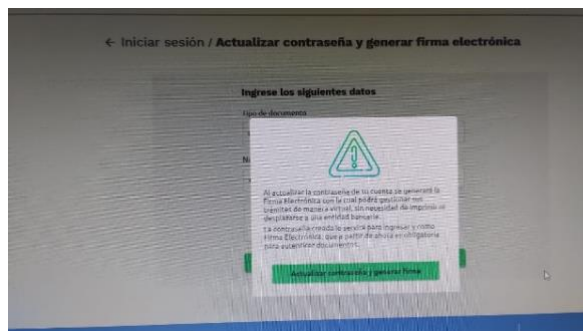 ← Iniciar sesión / Actualizar contraseña y generar firma electrónica
Ingrese los siguientes datos
Tipo de documento
Al actualizar la contraseña de su cuenta se generará la
Firma Electrónica con la cual podrá gestionar sus
trámites de manera virtual, sin necesidad de imprimir ni
desplazarse a una entidad bancaria.
La contraseña creada le servirá para ingresar y como
Firma Electrónica, que a partir de ahora es obligatoria
para autenticar documentos.
Actualizar contraseña y generar firma